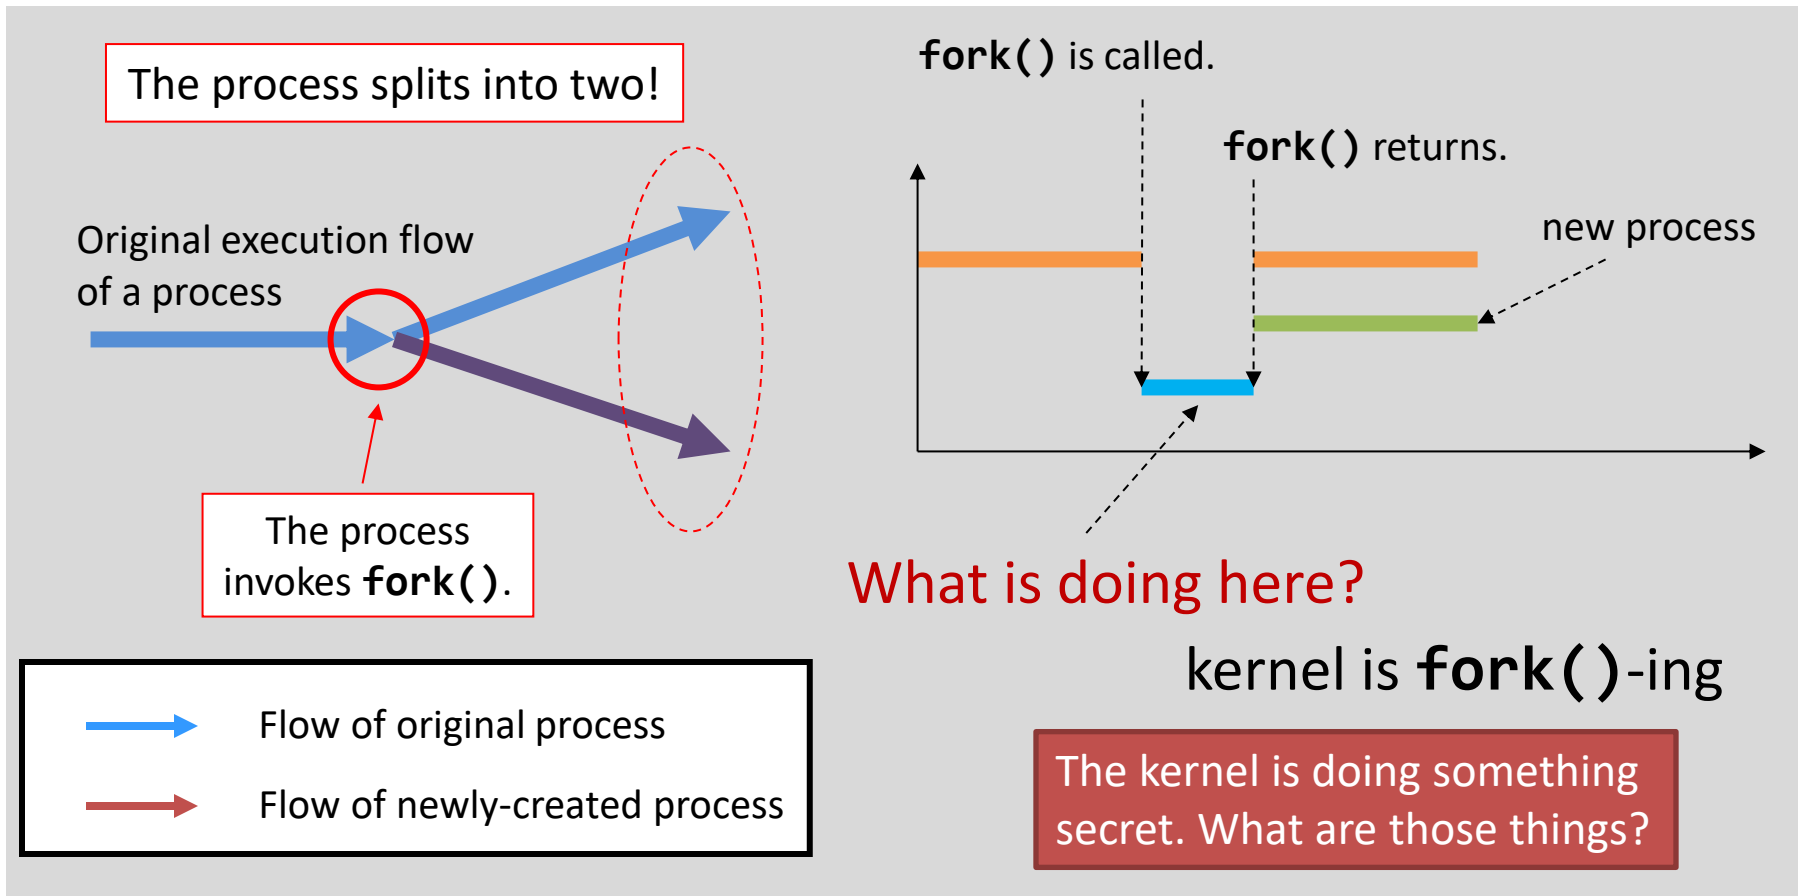 The process splits into two!
Original execution flow
of a process
The process
invokes fork().
Flow of original process
Flow of newly-created process
fork() is called.
fork() returns.
new process
What is doing here?
kernel is fork()-ing
The kernel is doing something
secret. What are those things?